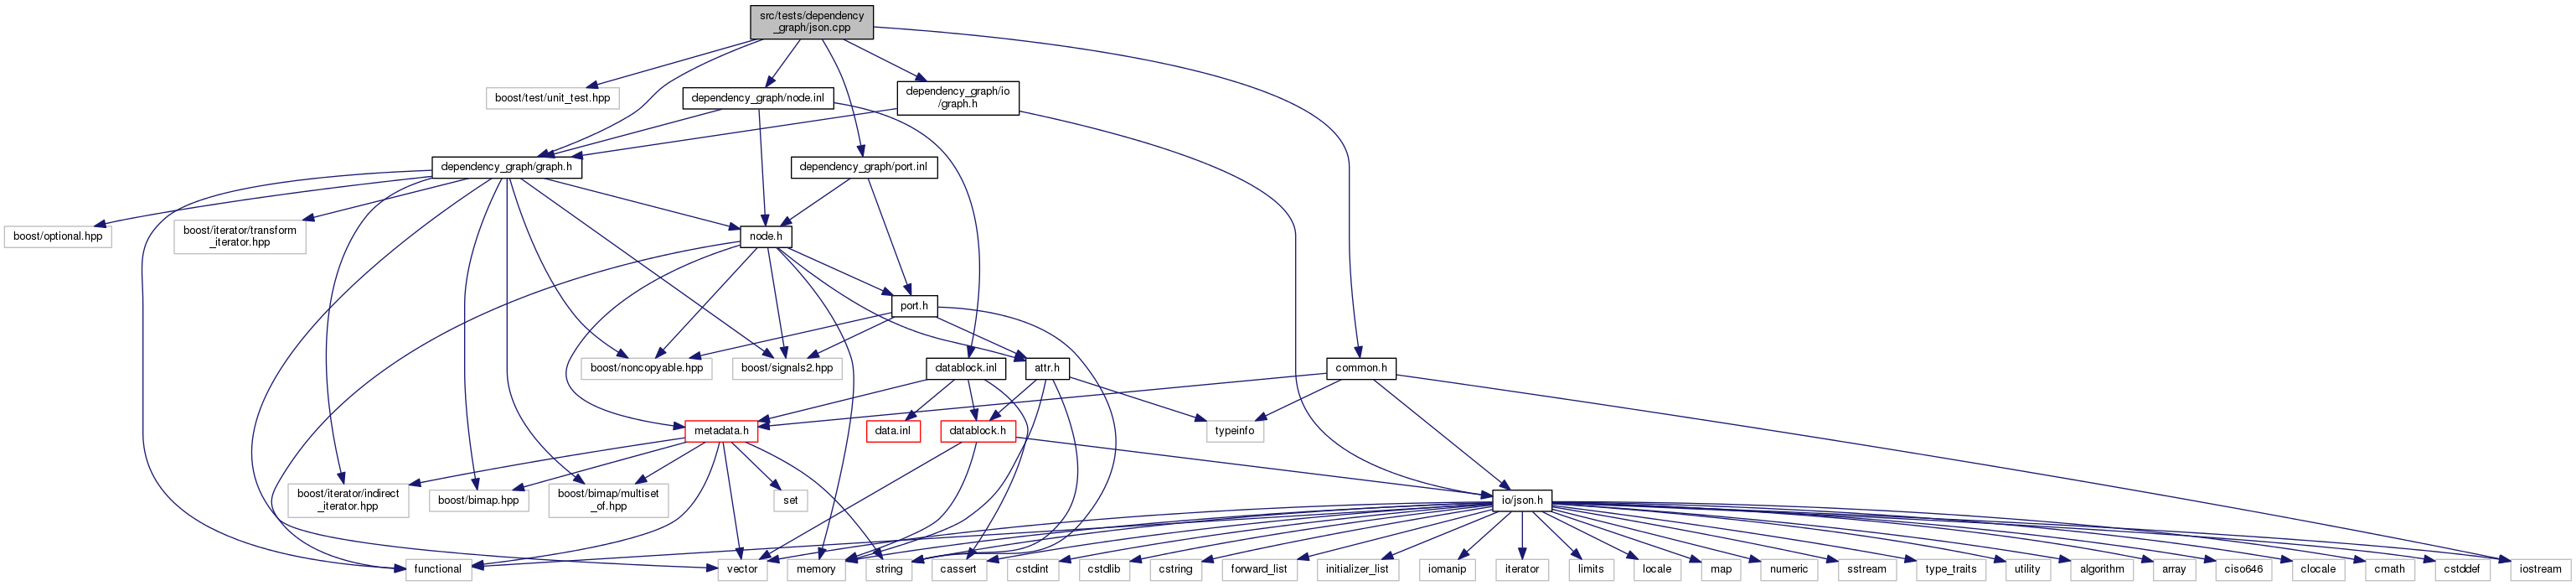 src/tests/dependency
_graph/json.cpp
boost/test/unit_test.hpp
dependency_graph/node.inl
dependency_graph/io
/graph.h
dependency_graph/graph.h
dependency_graph/port.inl
boost/optional.hpp
boost/iterator/transform
_iterator.hpp
node.h
port.h
boost/noncopyable.hpp
boost/signals2.hpp
datablock.inl
attr.h
common.h
metadata.h
data.inl
datablock.h
typeinfo
boost/iterator/indirect
_iterator.hpp
boost/bimap.hpp
boost/bimap/multiset
_of.hpp
set
io/json.h
functional
vector
memory
string
cassert
cstdint
cstdlib
cstring
forward_list
initializer_list
iomanip
iterator
limits
locale
map
numeric
sstream
type_traits
utility
algorithm
array
ciso646
clocale
cmath
cstddef
iostream